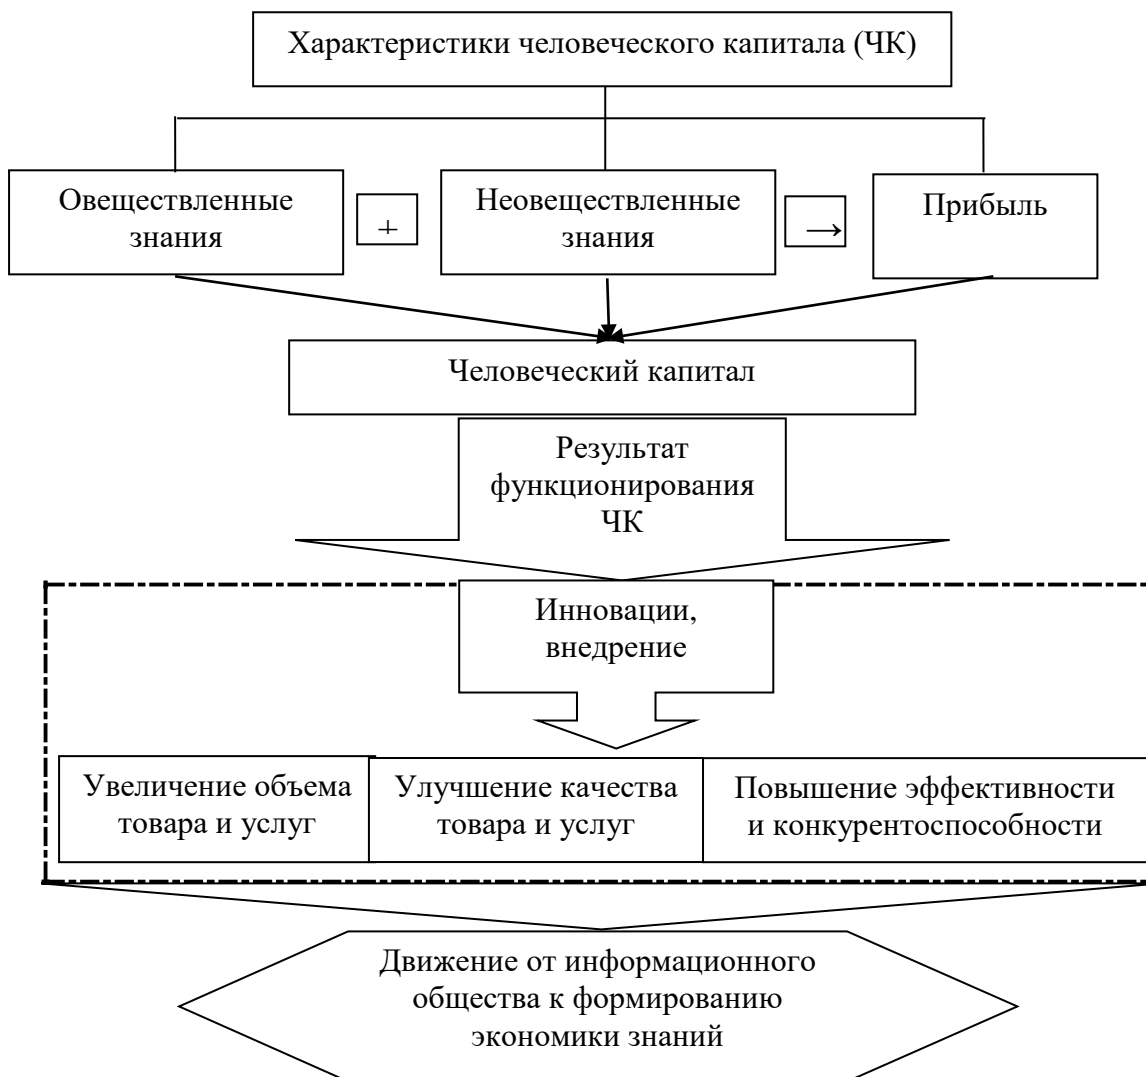 Характеристики человеческого капитала (ЧК)
Овеществленные
знания
+
Неовеществленные
знания
→
Прибыль
Человеческий капитал
Результат
функционирования
ЧК
Инновации,
внедрение
Увеличение объема
товара и услуг
Улучшение качества
товара и услуг
Повышение эффективности
и конкурентоспособности
Движение от информационного
общества к формированию
экономики знаний